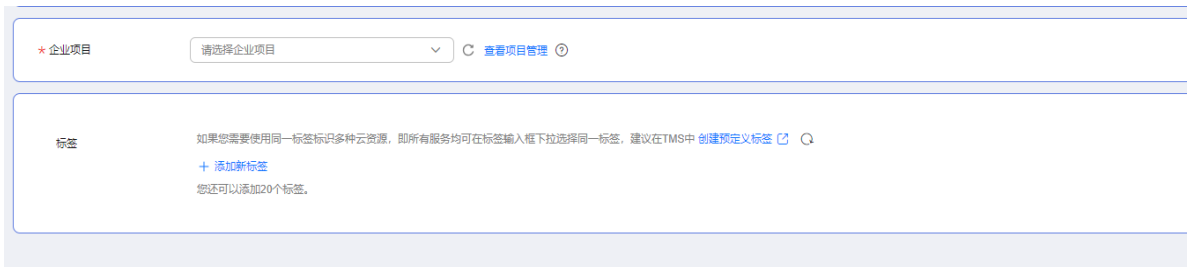 * 企业项目 请选择企业项目 查看项目管理 ?
标签 如果您需要使用同一标签标识多种云资源，即所有服务均可在标签输入框下拉选择同一标签，建议在TMS中 创建预定义标签
+ 添加新标签
您还可以添加20个标签。